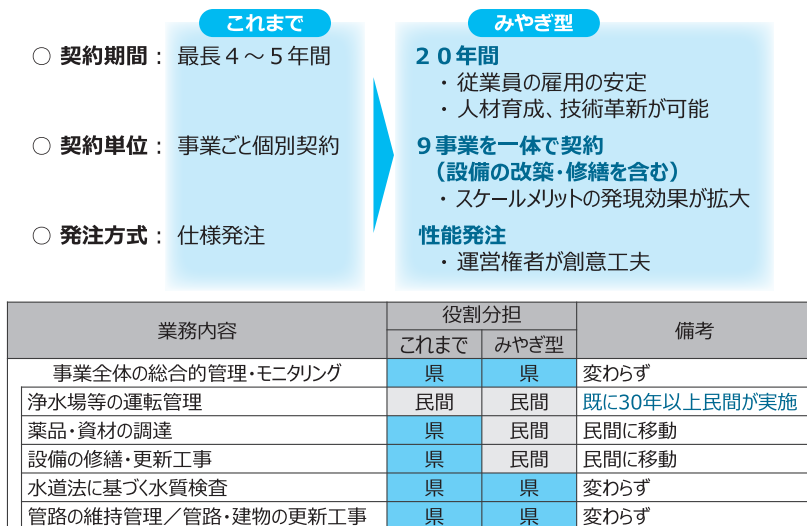 これまで みやぎ型
○ 契約期間： 最長４～５年間 ２０年間
・従業員の雇用の安定
・人材育成、技術革新が可能
○ 契約単位： 事業ごと個別契約 ９事業を一体で契約
（設備の改築・修繕を含む）
・スケールメリットの発現効果が拡大
○ 発注方式： 仕様発注 性能発注
・運営権者が創意工夫
業務内容 役割分担 備考
これまで みやぎ型
事業全体の総合的管理・モニタリング 県 県 変わらず
浄水場等の運転管理 民間 民間 既に30年以上民間が実施
薬品・資材の調達 県 民間 民間に移動
設備の修繕・更新工事 県 民間 民間に移動
水道法に基づく水質検査 県 県 変わらず
管路の維持管理／管路・建物の更新工事 県 県 変わらず